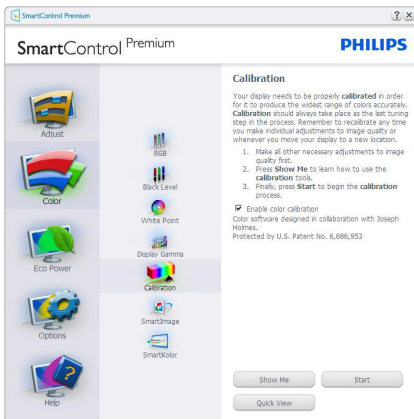 SmartControl Premium
? X
SmartControl Premium
PHILIPS
Adjust
Color
Eco Power
Options
Help
RGB
Black Level
White Point
Display Gamma
Calibration
SmartImage
SmartKolor
Calibration
Your display needs to be properly calibrated in order
for it to produce the widest range of colors accurately.
Calibration should always take place as the last tuning
step in the process. Remember to recalibrate any time
you make individual adjustments to image quality or
whenever you move your display to a new location.
1. Make all other necessary adjustments to image
quality first.
2. Press Show Me to learn how to use the
calibration tools.
3. Finally, press Start to begin the calibration
process.
Enable color calibration
Color software designed in collaboration with Joseph
Holmes.
Protected by U.S. Patent No. 6,686,953
Show Me
Start
Quick View